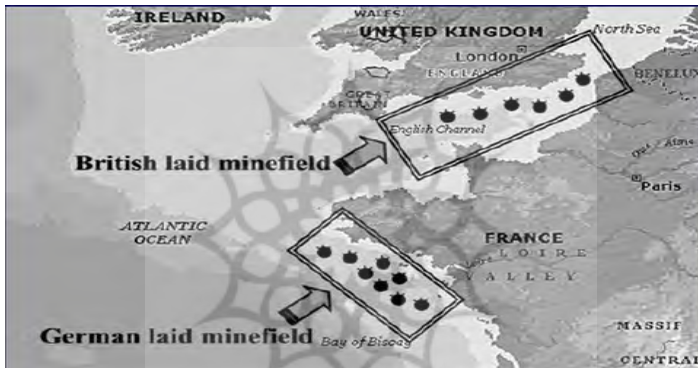 IRELAND
WALES
UNITED KINGDOM
North Sea
London
ENGLAND
BENELUX
GREAT
BRITAIN
English Channel
British laid minefield
Paris
ATLANTIC
OCEAN
FRANCE
LOIRE
VALLEY
German laid minefield
Bay of Biscay
MASSIF
CENTRAL